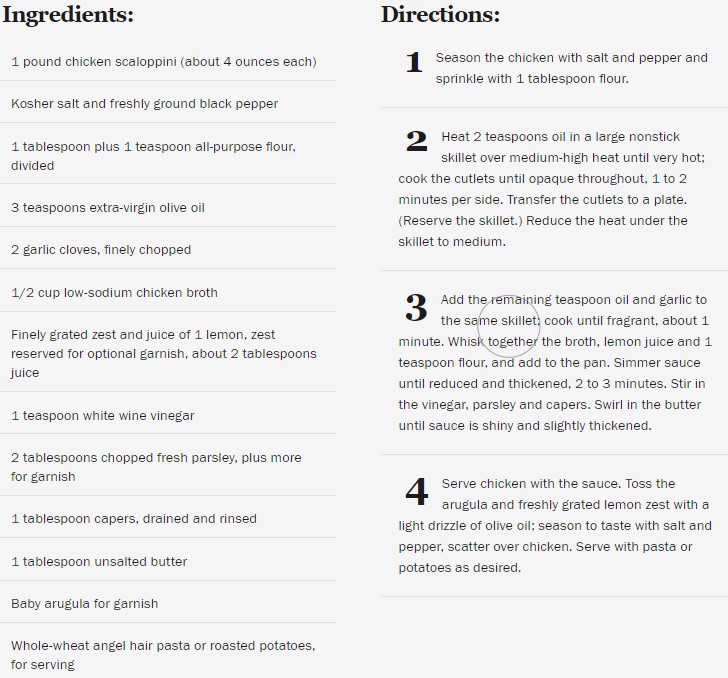 Ingredients:
1 pound chicken scaloppini (about 4 ounces each)
Kosher salt and freshly ground black pepper
1 tablespoon plus 1 teaspoon all-purpose flour,
divided
3 teaspoons extra-virgin olive oil
2 garlic cloves, finely chopped
1/2 cup low-sodium chicken broth
Finely grated zest and juice of 1 lemon, zest
reserved for optional garnish, about 2 tablespoons
juice
1 teaspoon white wine vinegar
2 tablespoons chopped fresh parsley, plus more
for garnish
1 tablespoon capers, drained and rinsed
1 tablespoon unsalted butter
Baby arugula for garnish
Whole-wheat angel hair pasta or roasted potatoes,
for serving
Directions:
1 Season the chicken with salt and pepper and
sprinkle with 1 tablespoon flour.
2 Heat 2 teaspoons oil in a large nonstick
skillet over medium-high heat until very hot;
cook the cutlets until opaque throughout, 1 to 2
minutes per side. Transfer the cutlets to a plate.
(Reserve the skillet.) Reduce the heat under the
skillet to medium.
3 Add the remaining teaspoon oil and garlic to
the same skillet; cook until fragrant, about 1
minute. Whisk together the broth, lemon juice and 1
teaspoon flour, and add to the pan. Simmer sauce
until reduced and thickened, 2 to 3 minutes. Stir in
the vinegar, parsley and capers. Swirl in the butter
until sauce is shiny and slightly thickened.
4 Serve chicken with the sauce. Toss the
arugula and freshly grated lemon zest with a
light drizzle of olive oil; season to taste with salt and
pepper, scatter over chicken. Serve with pasta or
potatoes as desired.